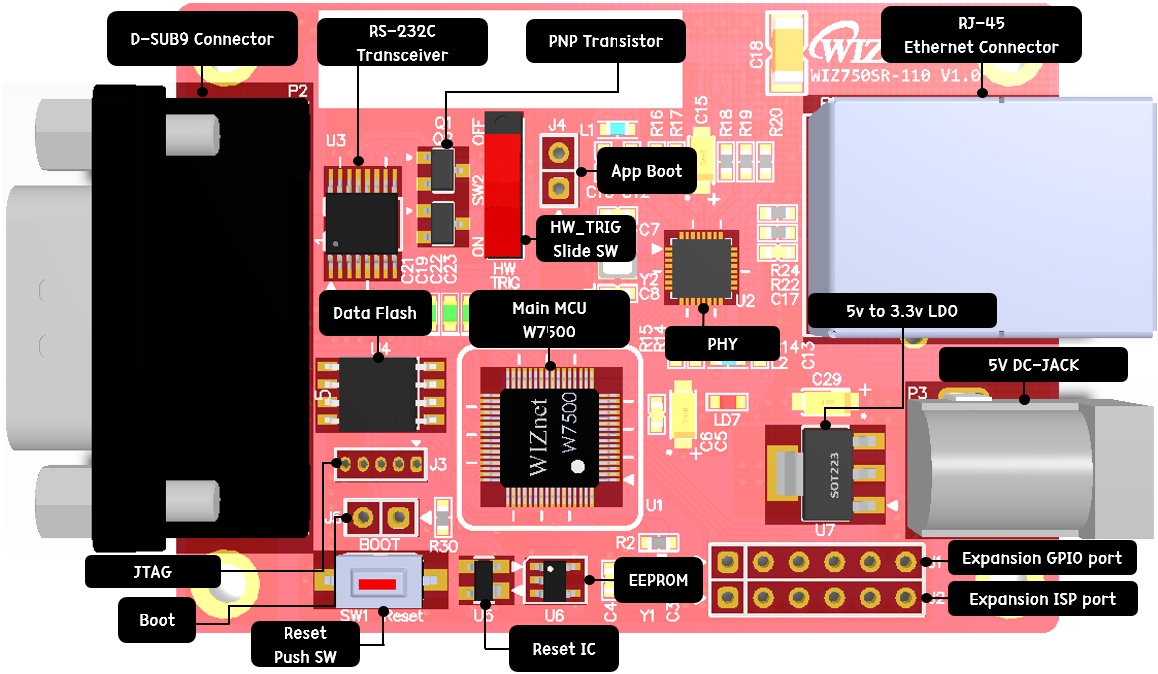 D-SUB9 Connector
RS-232C
Transceiver
PNP Transistor
RJ-45
Ethernet Connector
C18
WIZ
WIZ750SR-110 V1.0
P2
U3
OFF
J4
L1
R16
R17
C15
R18
R19
R20
App Boot
SW2
HW_TRIG
Slide SW
ON
HW
TRIG
1
C21
C19
C22
C23
C7
Y2
C8
U2
R24
R22
C17
Data Flash
Main MCU
W7500
PHY
5v to 3.3v LDO
U4
5
R15
R14
C14
L2
C13
5V DC-JACK
P3
C29
LD7
C6
C5
WIZnet
W7500
SOT223
J3
U1
U7
J5
BOOT
R30
R2
JTAG
EEPROM
Expansion GPIO port
J1
Expansion ISP port
J2
Boot
SW1
Reset
U5
U6
C4
Y1
C3
Reset
Push SW
Reset IC